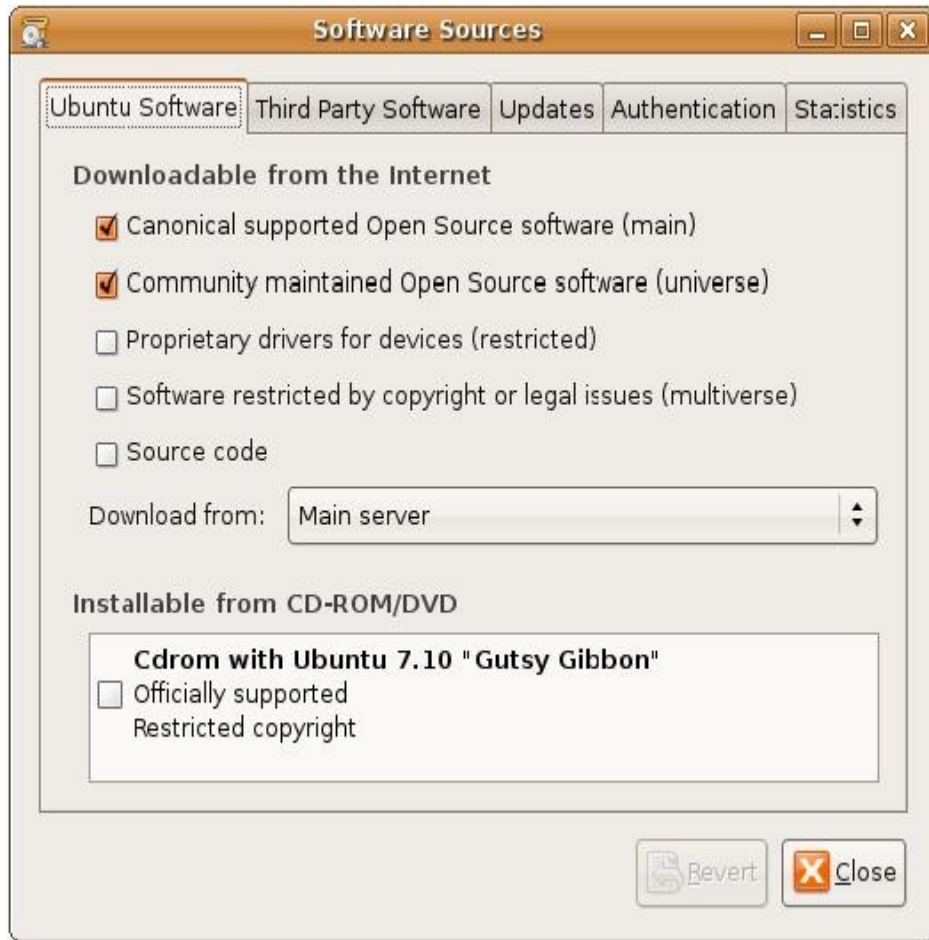 Software Sources
Ubuntu Software Third Party Software Updates Authentication Statistics
Downloadable from the Internet
Canonical supported Open Source software (main)
Community maintained Open Source software (universe)
Proprietary drivers for devices (restricted)
Software restricted by copyright or legal issues (multiverse)
Source code
Download from: Main server
Installable from CD-ROM/DVD
Cdrom with Ubuntu 7.10 "Gutsy Gibbon"
Officially supported
Restricted copyright
Revert Close